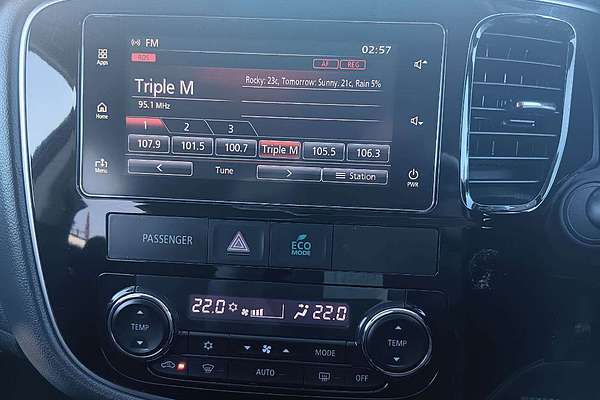 FM
02:57
RDS
AF REG
Apps
Triple M
Rocky: 23c, Tomorrow: Sunny. 21c, Rain 5%
95.1 MHz
Home
1 2 3
107.9 101.5 100.7 Triple M 105.5 106.3
< Tune > Station
Menu
PWR
PASSENGER
ECO
MODE
22.0 22.0
TEMP
TEMP
MODE
AUTO
OFF